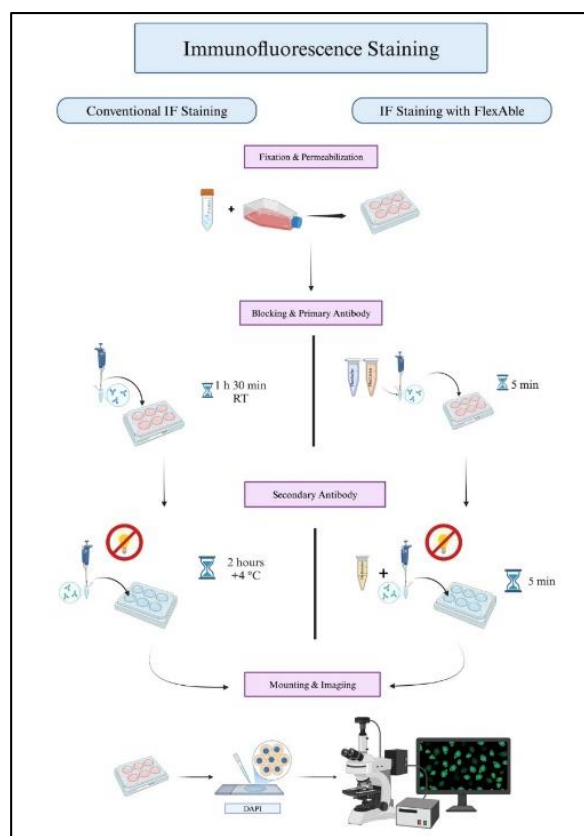 Immunofluorescence Staining
Conventional IF Staining
IF Staining with FlexAble
Fixation & Permeabilization
+
Blocking & Primary Antibody
1 h 30 min
RT
5 min
Secondary Antibody
2 hours
+4 °C
+
5 min
Mounting & Imagiing
DAPI